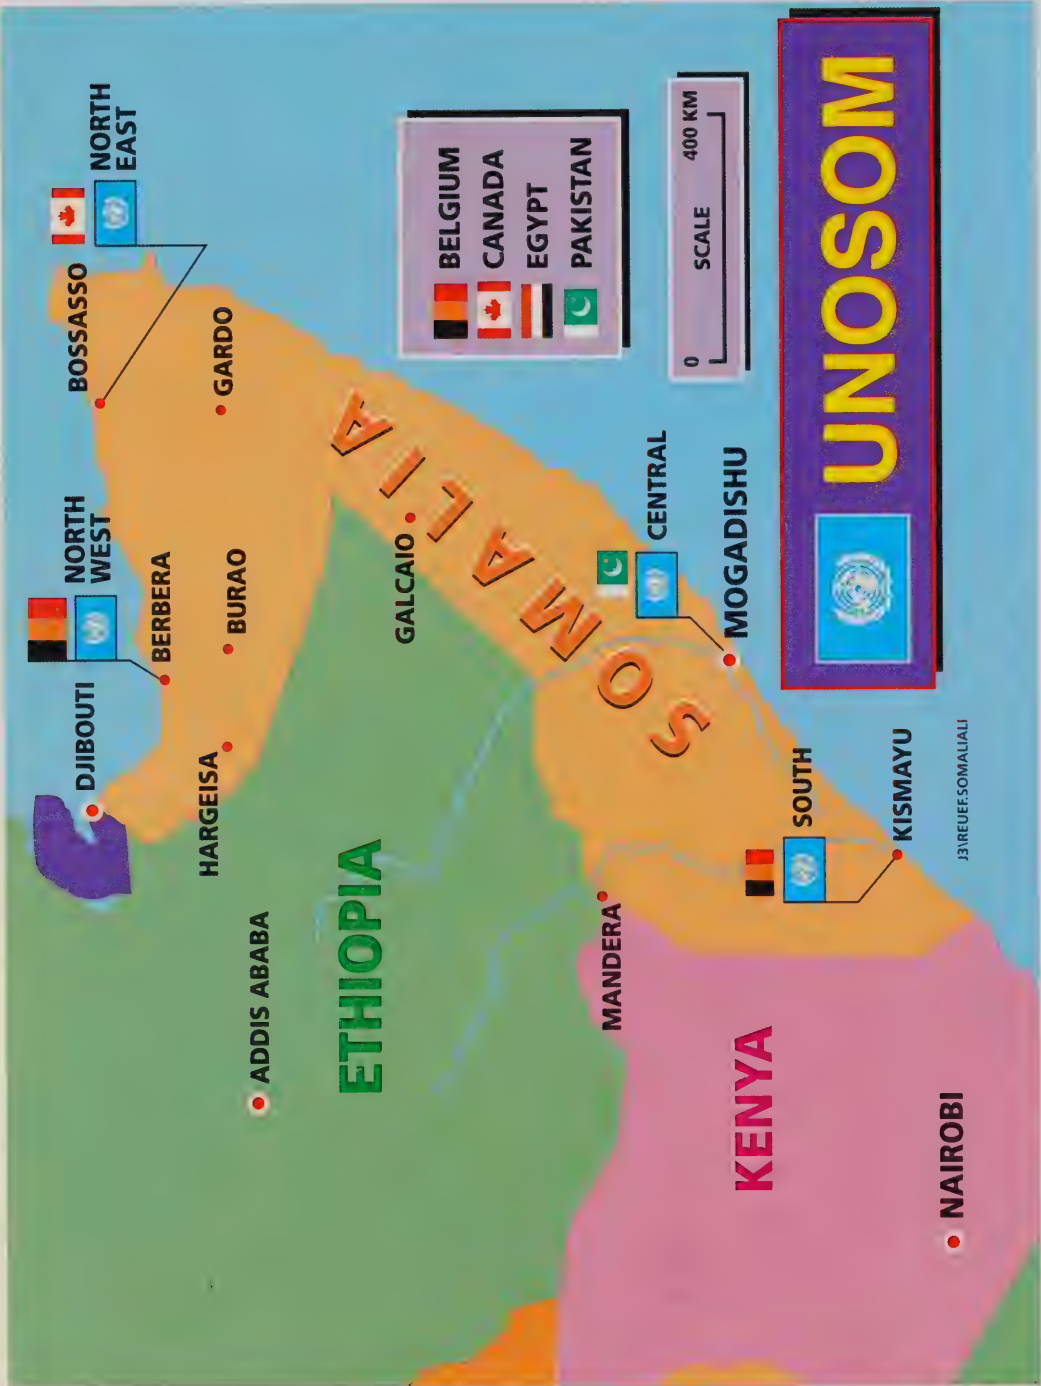 DJIBOUTI
NORTH
WEST
BERBERA
BOSSASSO
NORTH
EAST
HARGEISA
BURAO
GARDO
ADDIS ABABA
ETHIOPIA
GALCAIO
SOMALIA
BELGIUM
CANADA
EGYPT
PAKISTAN
MANDERA
CENTRAL
0 SCALE 400 KM
MOGADISHU
KENYA
SOUTH
UNOSOM
NAIROBI
KISMAYU
J3\REUEF.SOMALIALI